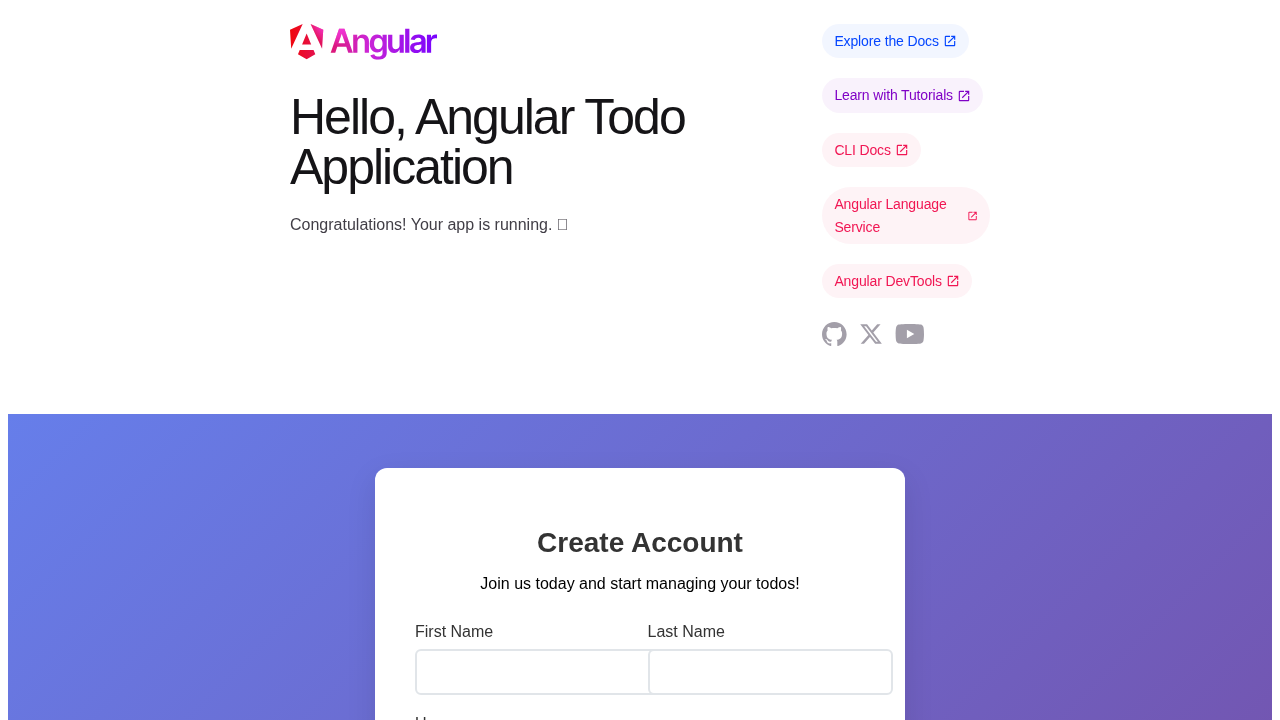 Angular
Hello, Angular Todo
Application
Congratulations! Your app is running.
Explore the Docs
Learn with Tutorials
CLI Docs
Angular Language
Service
Angular DevTools
Create Account
Join us today and start managing your todos!
First Name
Last Name